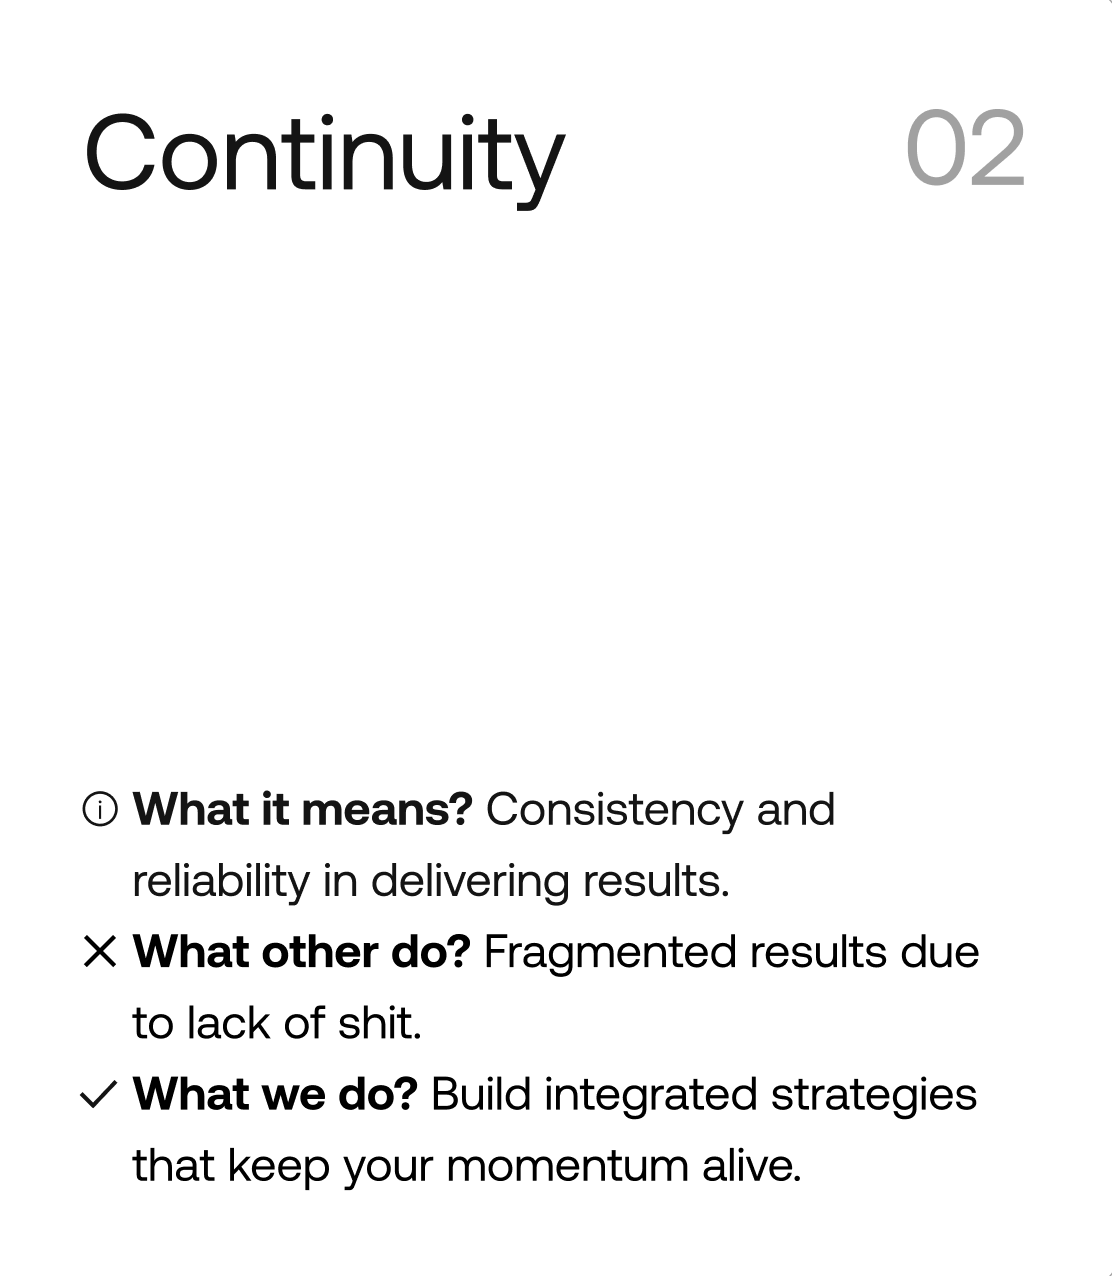 Continuity 02
What it means? Consistency and
reliability in delivering results.
What other do? Fragmented results due
to lack of shit.
What we do? Build integrated strategies
that keep your momentum alive.